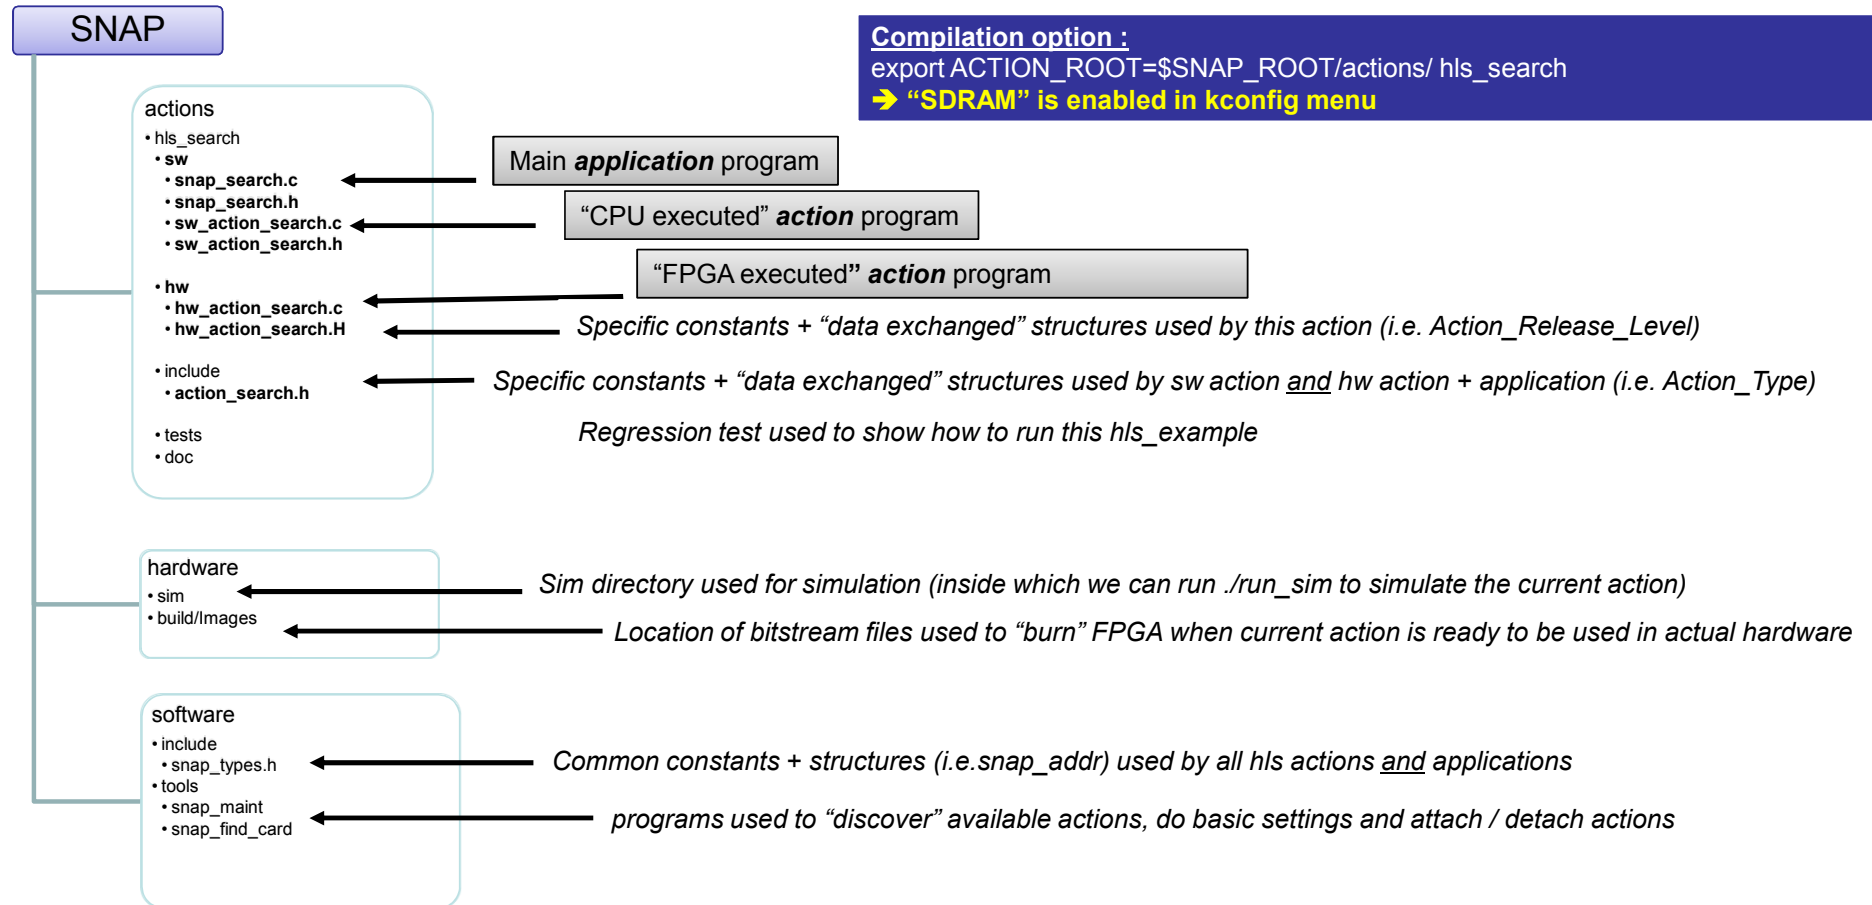 SNAP
Compilation option :
export ACTION_ROOT=$SNAP_ROOT/actions/ hls_search
➔ “SDRAM” is enabled in kconfig menu
actions
• hls_search
• sw
• snap_search.c
• snap_search.h
• sw_action_search.c
• sw_action_search.h
• hw
• hw_action_search.c
• hw_action_search.H
• include
• action_search.h
• tests
• doc
Main application program
“CPU executed” action program
“FPGA executed” action program
Specific constants + “data exchanged” structures used by this action (i.e. Action_Release_Level)
Specific constants + “data exchanged” structures used by sw action and hw action + application (i.e. Action_Type)
Regression test used to show how to run this hls_example
hardware
• sim
• build/Images
Sim directory used for simulation (inside which we can run ./run_sim to simulate the current action)
Location of bitstream files used to “burn” FPGA when current action is ready to be used in actual hardware
software
• include
• snap_types.h
• tools
• snap_maint
• snap_find_card
Common constants + structures (i.e.snap_addr) used by all hls actions and applications
programs used to “discover” available actions, do basic settings and attach / detach actions